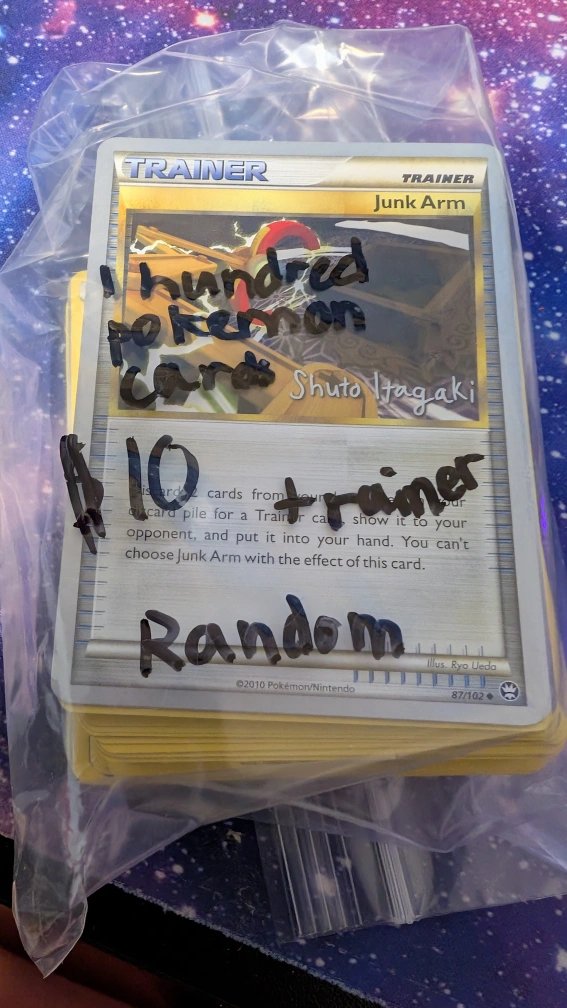 TRAINER TRAINER
Junk Arm
1 hundred
pokemon
card
Shuto Itagaki
$10 trainer
cards from
discard pile for a Trainer card, show it to your
opponent, and put it into your hand. You can't
choose Junk Arm with the effect of this card.
Random
Illus. Ryo Ueda
©2010 Pokémon/Nintendo
87/102